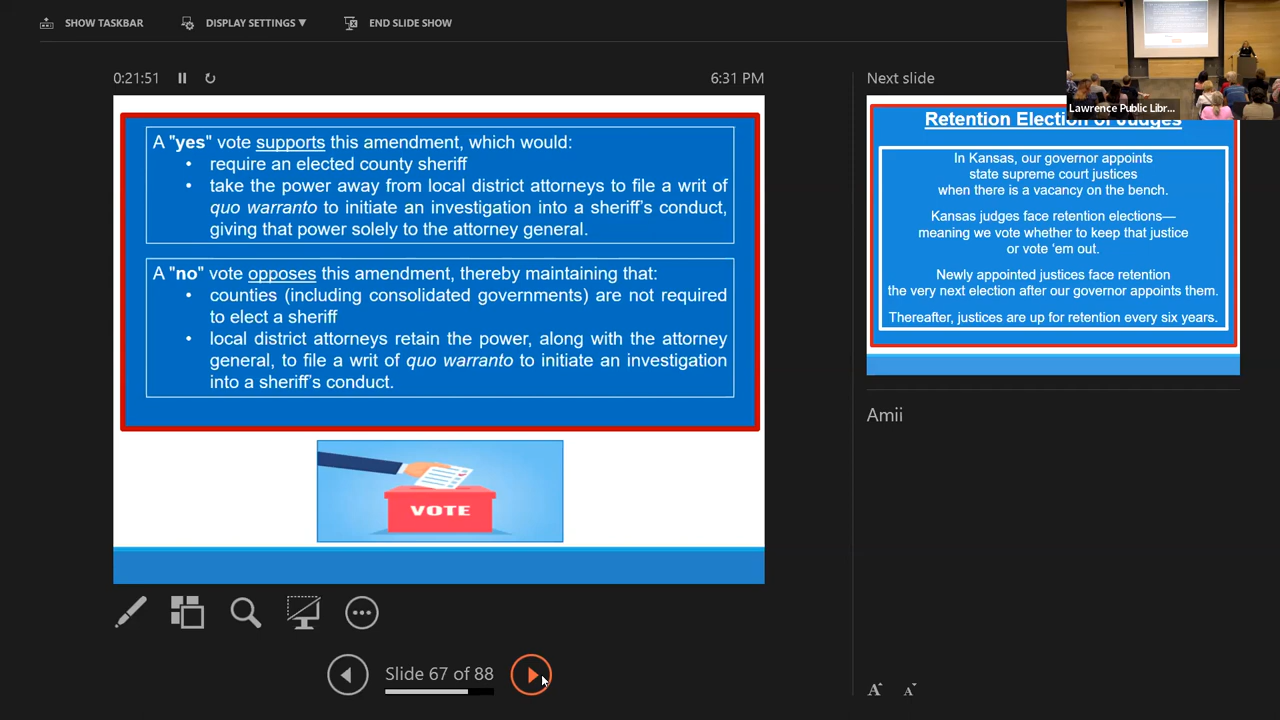 SHOW TASKBAR
DISPLAY SETTINGS ▼
END SLIDE SHOW
0:21:51
6:31 PM
A "yes" vote supports this amendment, which would:
• require an elected county sheriff
• take the power away from local district attorneys to file a writ of
quo warranto to initiate an investigation into a sheriff's conduct,
giving that power solely to the attorney general.
A "no" vote opposes this amendment, thereby maintaining that:
• counties (including consolidated governments) are not required
to elect a sheriff
• local district attorneys retain the power, along with the attorney
general, to file a writ of quo warranto to initiate an investigation
into a sheriff's conduct.
VOTE
Slide 67 of 88
Next slide
Lawrence Public Libr...
Retention Election of Judges
In Kansas, our governor appoints
state supreme court justices
when there is a vacancy on the bench.
Kansas judges face retention elections—
meaning we vote whether to keep that justice
or vote 'em out.
Newly appointed justices face retention
the very next election after our governor appoints them.
Thereafter, justices are up for retention every six years.
Amii
A A